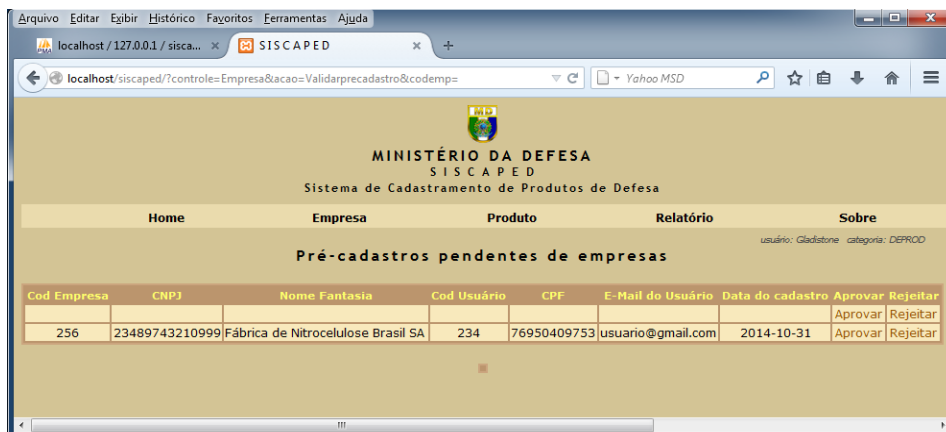 Arquivo Editar Exibir Histórico Favoritos Ferramentas Ajuda
localhost / 127.0.0.1 / sisca... × SISCAPED × +
localhost/siscaped/?controle=Empresa&acao=Validarprecadastro&codemp= Yahoo MSD
MINISTÉRIO DA DEFESA
SISCAPED
Sistema de Cadastramento de Produtos de Defesa
Home Empresa Produto Relatório Sobre
usuário: Gladistone categoria: DEPROD
Pré-cadastros pendentes de empresas
Cod Empresa CNPJ Nome Fantasia Cod Usuário CPF E-Mail do Usuário Data do cadastro Aprovar Rejeitar
Aprovar Rejeitar
256 23489743210999 Fábrica de Nitrocelulose Brasil SA 234 76950409753 usuario@gmail.com 2014-10-31 Aprovar Rejeitar